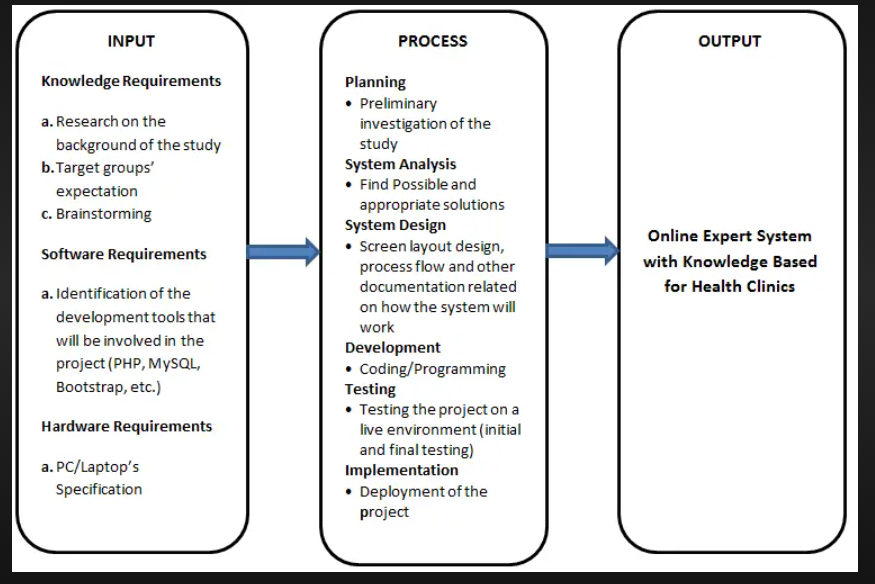 INPUT
Knowledge Requirements
a. Research on the
background of the study
b. Target groups'
expectation
c. Brainstorming
Software Requirements
a. Identification of the
development tools that
will be involved in the
project (PHP, MySQL,
Bootstrap, etc.)
Hardware Requirements
a. PC/Laptop's
Specification
PROCESS
Planning
• Preliminary
investigation of the
study
System Analysis
• Find Possible and
appropriate solutions
System Design
• Screen layout design,
process flow and other
documentation related
on how the system will
work
Development
• Coding/Programming
Testing
• Testing the project on a
live environment (initial
and final testing)
Implementation
• Deployment of the
project
OUTPUT
Online Expert System
with Knowledge Based
for Health Clinics